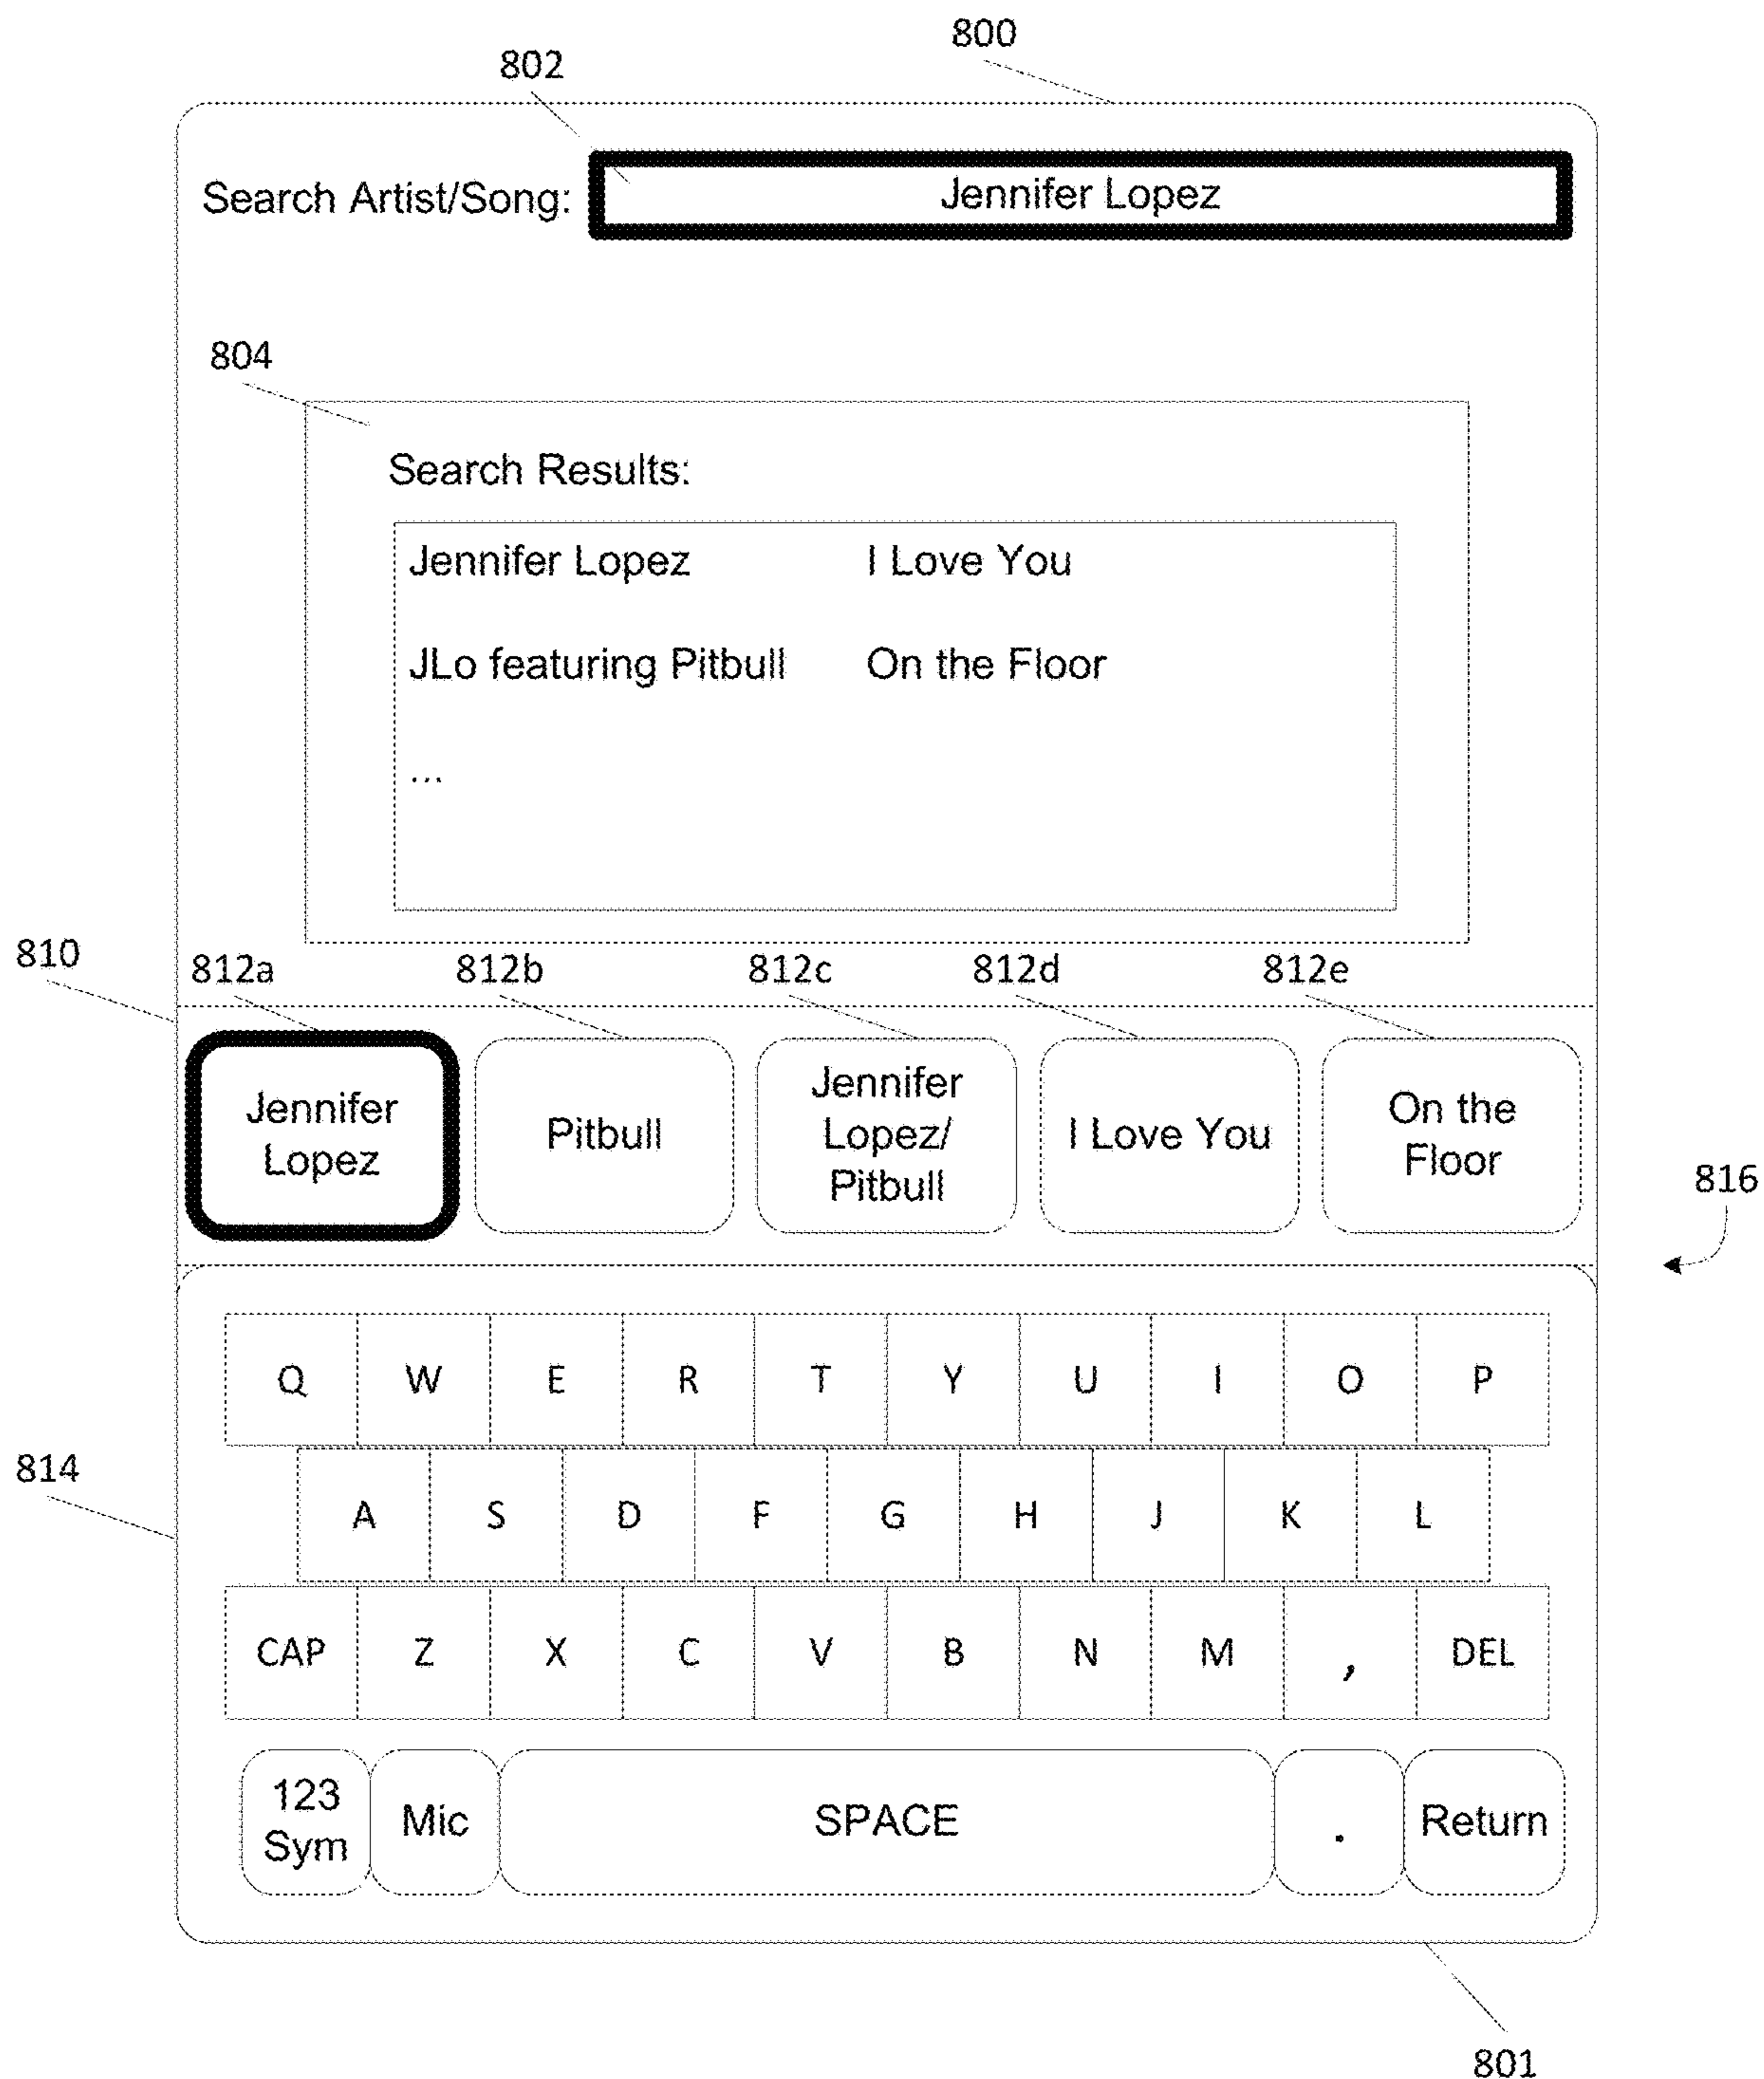 800
802
Search Artist/Song: Jennifer Lopez
804
Search Results:
Jennifer Lopez I Love You
JLo featuring Pitbull On the Floor
...
810
812a 812b 812c 812d 812e
Jennifer
Lopez
Pitbull
Jennifer
Lopez/
Pitbull
I Love You
On the
Floor
816
Q W E R T Y U I O P
814
A S D F G H J K L
CAP Z X C V B N M , DEL
123
Sym
Mic
SPACE
.
Return
801